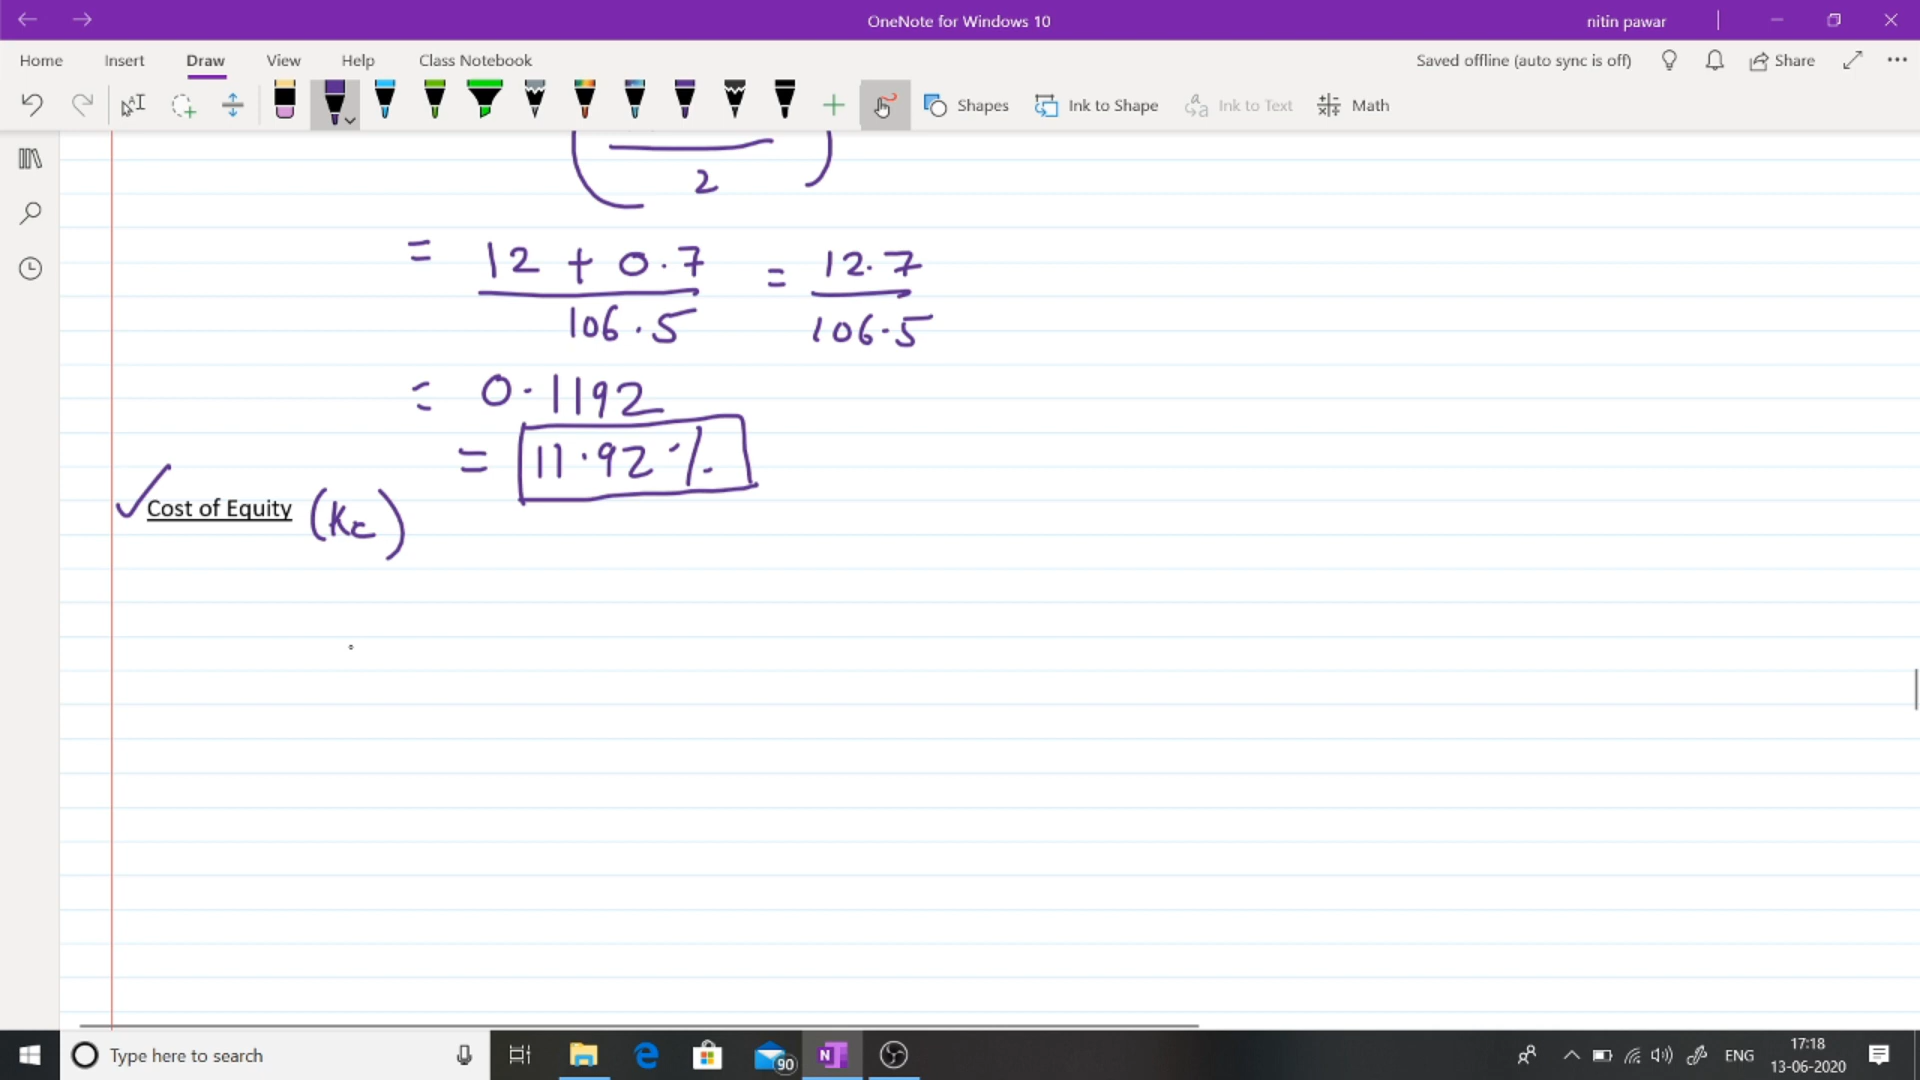 OneNote for Windows 10
nitin pawar
Home Insert Draw View Help Class Notebook
Saved offline (auto sync is off) Share
Shapes Ink to Shape Ink to Text Math
2
= 12 + 0.7 = 12.7
106.5 106.5
= 0.1192
= 11.92 %
Cost of Equity (Kc)
Type here to search
90
N
ENG
17:18
13-06-2020